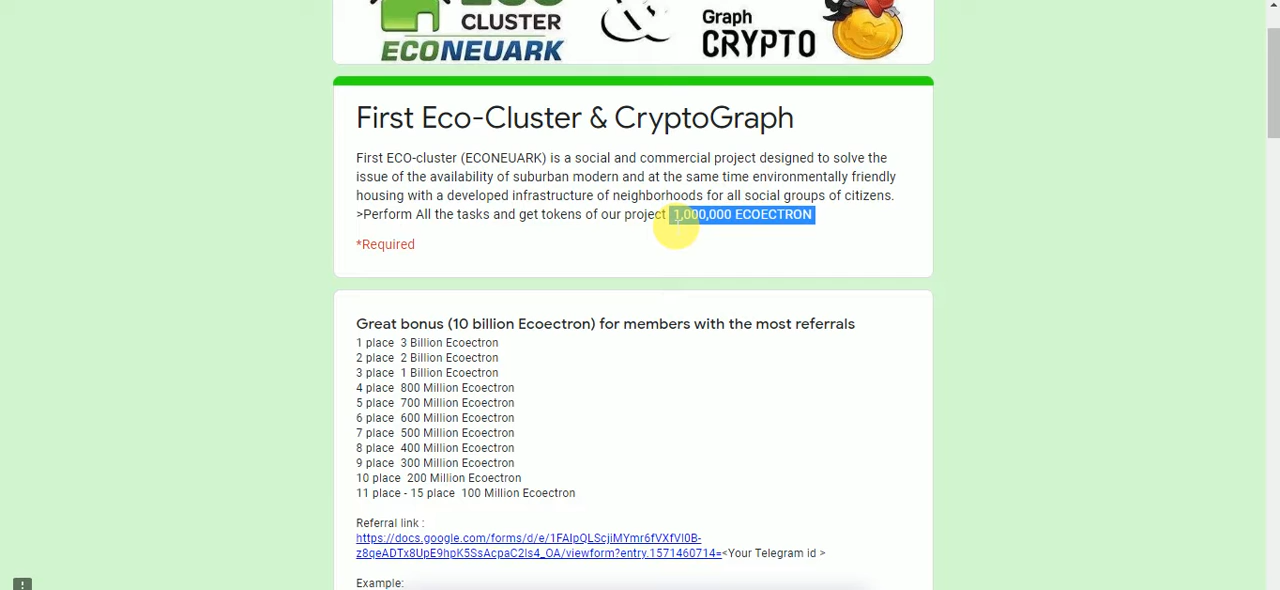 ECO
CLUSTER
ECONEUARK
&
Graph
CRYPTO
First Eco-Cluster & CryptoGraph
First ECO-cluster (ECONEUARK) is a social and commercial project designed to solve the
issue of the availability of suburban modern and at the same time environmentally friendly
housing with a developed infrastructure of neighborhoods for all social groups of citizens.
>Perform All the tasks and get tokens of our project 1,000,000 ECOECTRON
*Required
Great bonus (10 billion Ecoectron) for members with the most referrals
1 place 3 Billion Ecoectron
2 place 2 Billion Ecoectron
3 place 1 Billion Ecoectron
4 place 800 Million Ecoectron
5 place 700 Million Ecoectron
6 place 600 Million Ecoectron
7 place 500 Million Ecoectron
8 place 400 Million Ecoectron
9 place 300 Million Ecoectron
10 place 200 Million Ecoectron
11 place - 15 place 100 Million Ecoectron
Referral link :
https://docs.google.com/forms/d/e/1FAIpQLScjiMYmr6fVXfVl0B-
z8qeADTx8UpE9hpK5SsAcpaC2Is4_OA/viewform?entry.1571460714=<Your Telegram id >
Example: